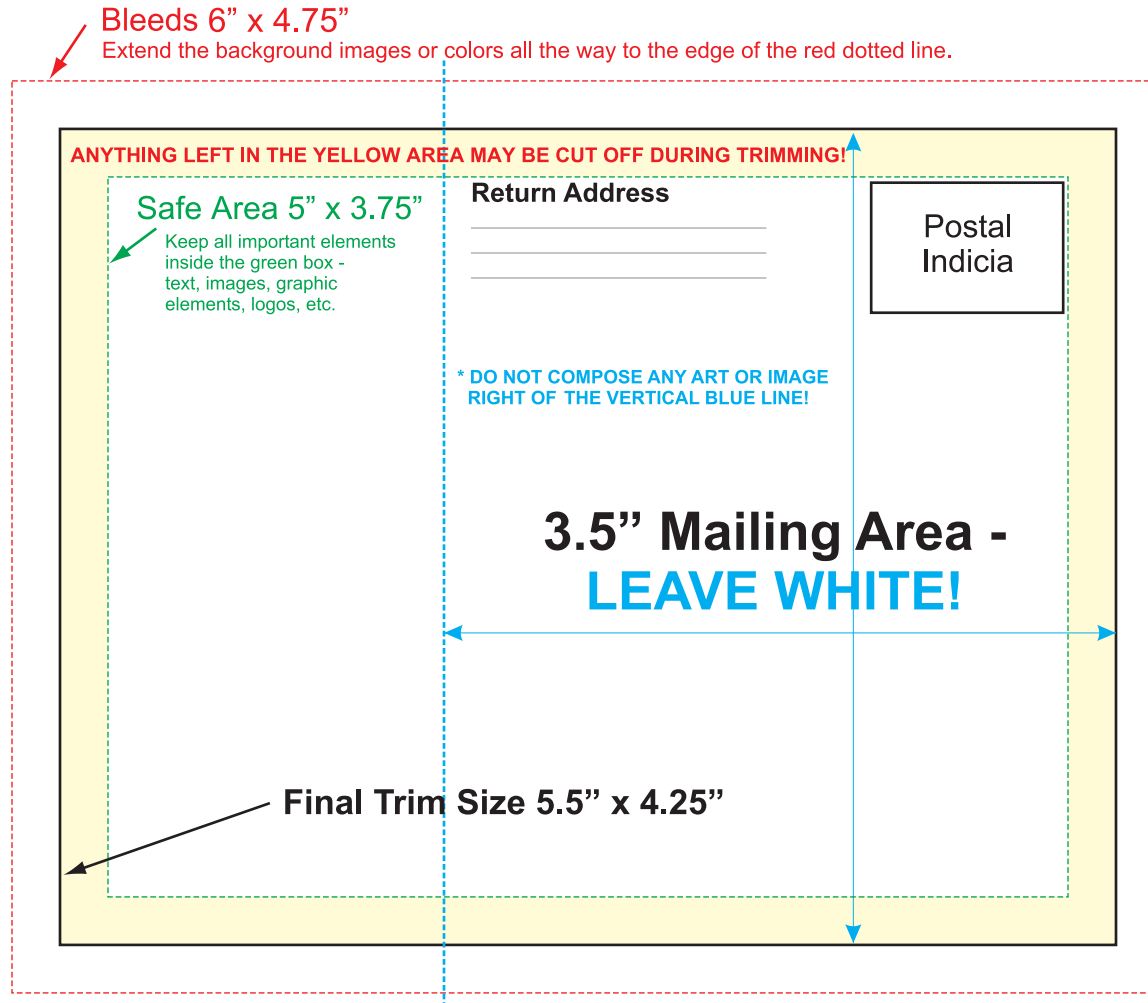 Bleeds 6” x 4.75”
Extend the background images or colors all the way to the edge of the red dotted line.
ANYTHING LEFT IN THE YELLOW AREA MAY BE CUT OFF DURING TRIMMING!
Safe Area 5” x 3.75”
Keep all important elements
inside the green box -
text, images, graphic
elements, logos, etc.
Return Address
Postal
Indicia
* DO NOT COMPOSE ANY ART OR IMAGE
RIGHT OF THE VERTICAL BLUE LINE!
3.5” Mailing Area -
LEAVE WHITE!
Final Trim Size 5.5” x 4.25”